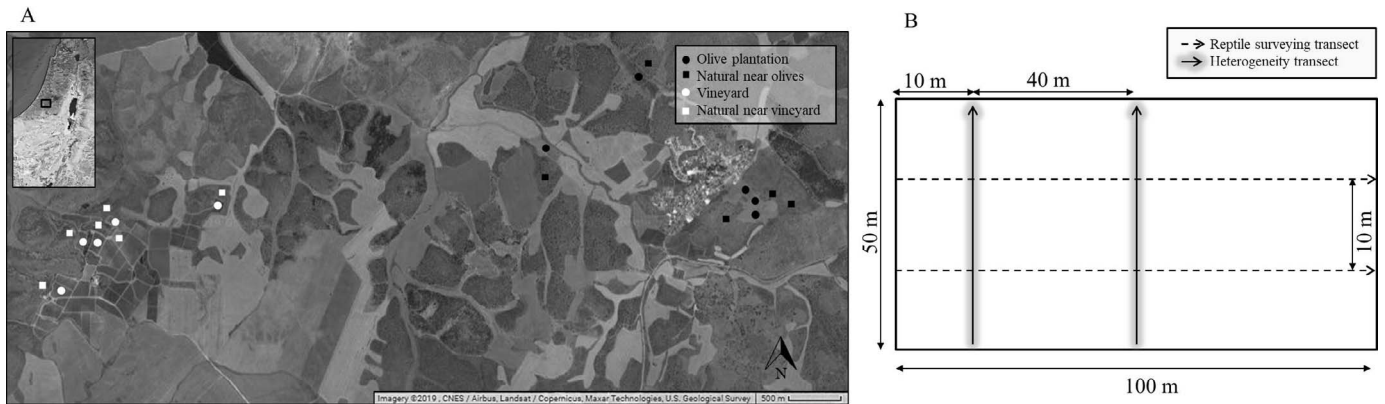 A
Olive plantation
Natural near olives
Vineyard
Natural near vineyard
N
Imagery ©2019 , CNES / Airbus, Landsat / Copernicus, Maxar Technologies, U.S. Geological Survey 500 m
B
Reptile surveying transect
Heterogeneity transect
10 m
40 m
50 m
10 m
100 m